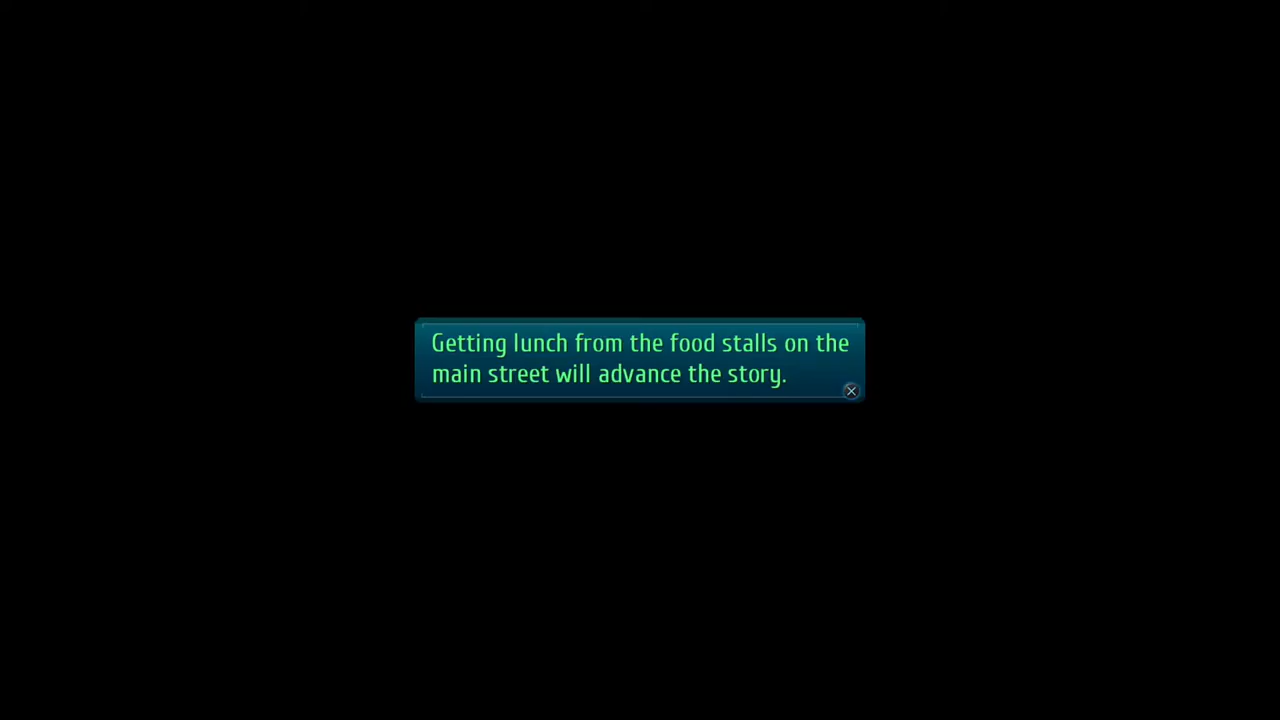 Getting lunch from the food stalls on the
main street will advance the story.